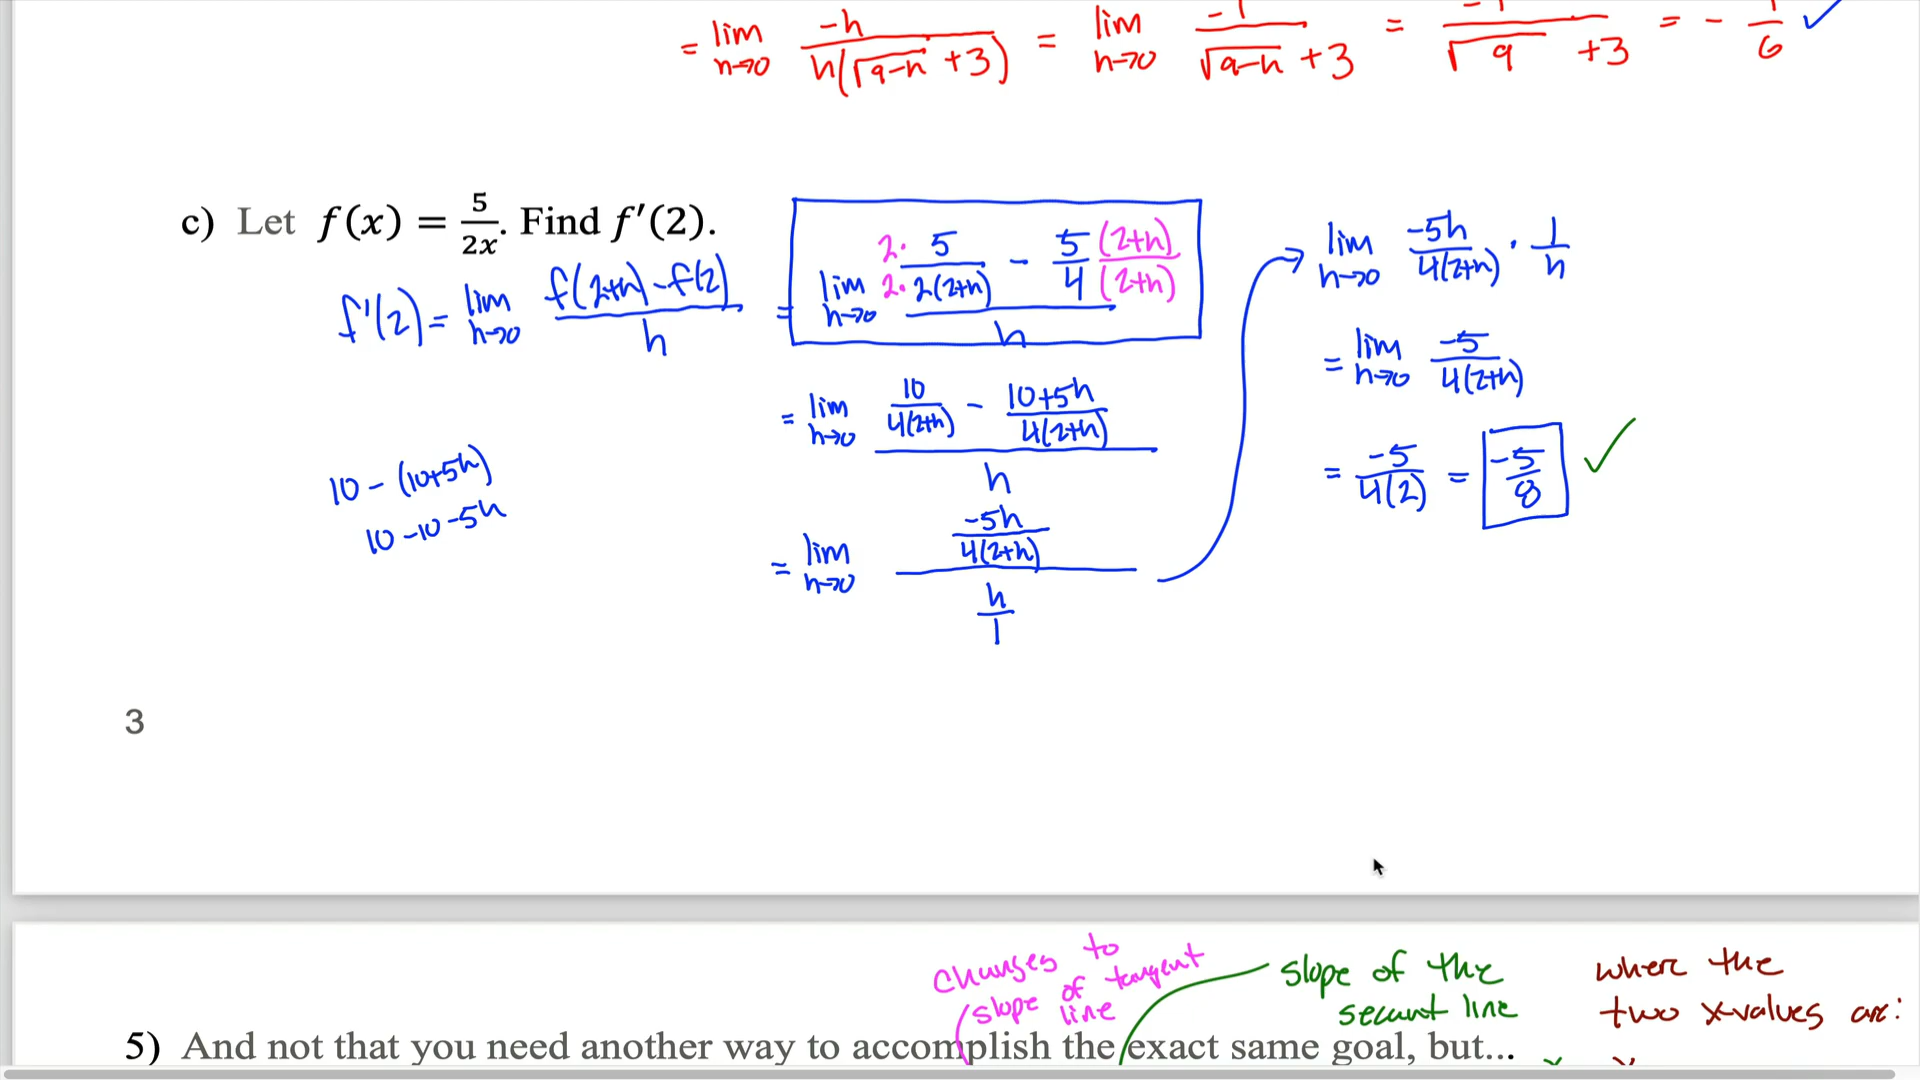 = lim h→0 -h / h(√9-h +3) = lim h→0 -1 / √9-h +3 = -1 / √9 +3 = - 1/6 ✓
c) Let f(x) = 5/2x. Find f′(2).
f'(2) = lim h→0 f(2+h)-f(2) / h = lim h→0 2·5 / 2·2(2+h) - 5(2+h) / 4(2+h) / h
= lim h→0 10 / 4(2+h) - 10+5h / 4(2+h) / h
10 - (10+5h)
10-10-5h
= lim h→0 -5h / 4(2+h) / h/1
lim h→0 -5h / 4(2+h) · 1/h
= lim h→0 -5 / 4(2+h)
= -5 / 4(2) = -5/8 ✓
3
changes to
slope of tangent
line
slope of the
secant line
where the
two x-values are:
5) And not that you need another way to accomplish the exact same goal, but...